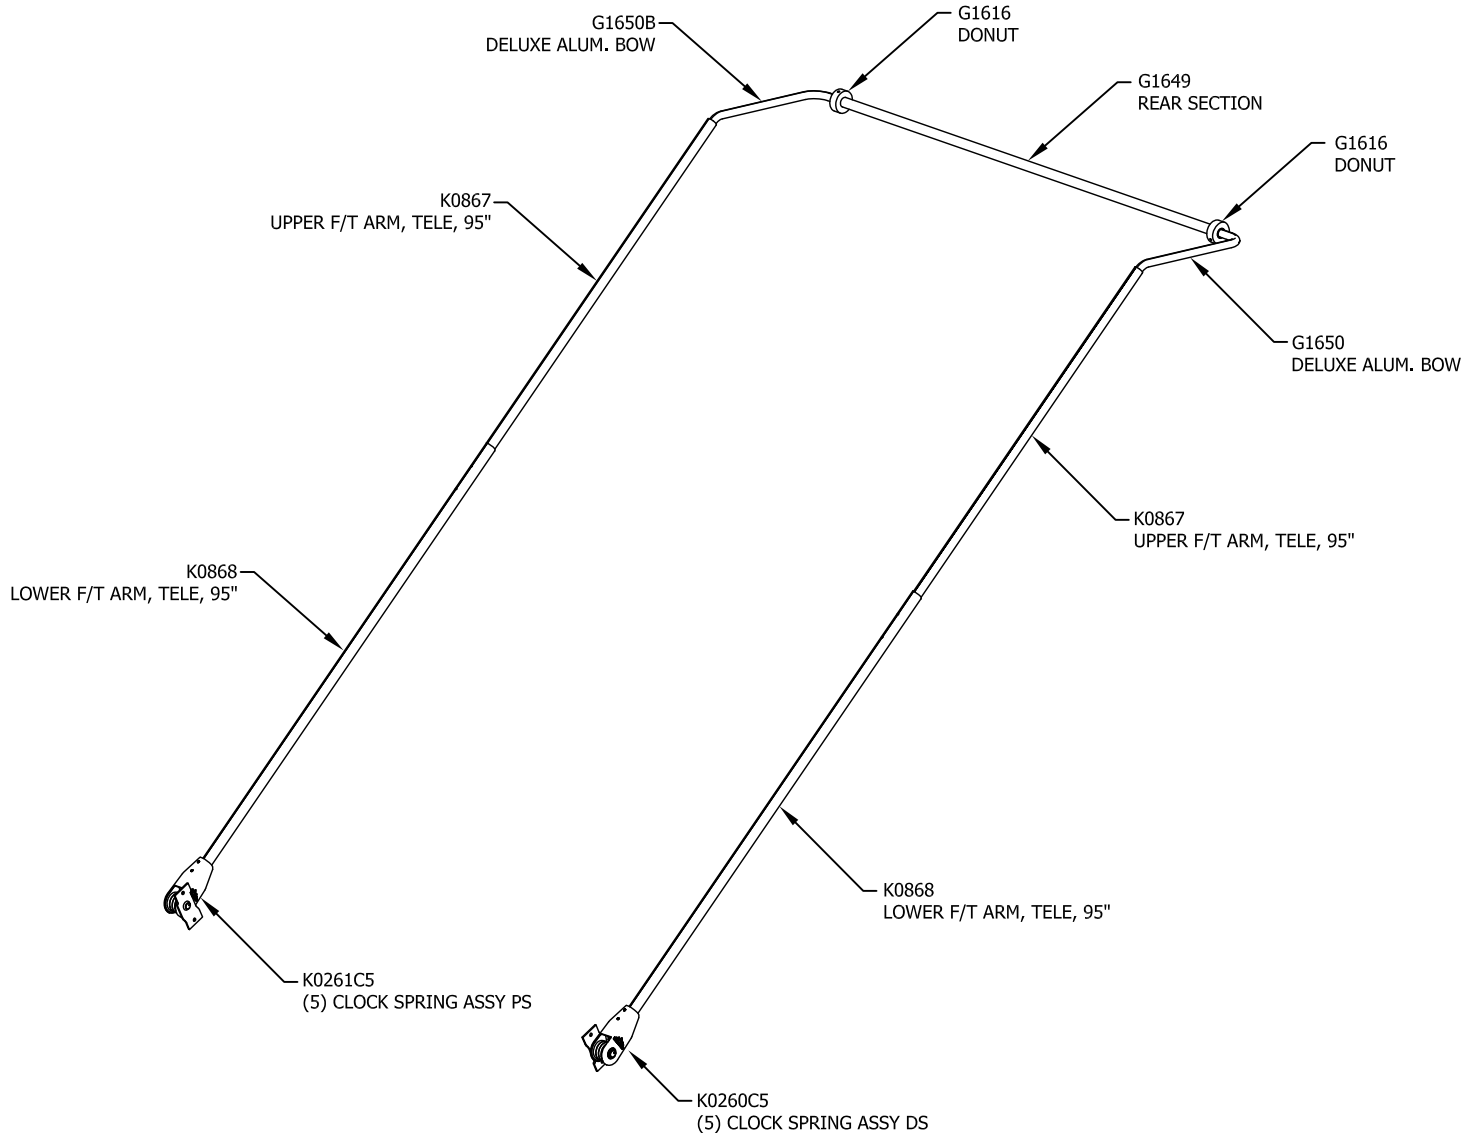 G1650B
DELUXE ALUM. BOW
G1616
DONUT
G1649
REAR SECTION
G1616
DONUT
K0867
UPPER F/T ARM, TELE, 95"
G1650
DELUXE ALUM. BOW
K0867
UPPER F/T ARM, TELE, 95"
K0868
LOWER F/T ARM, TELE, 95"
K0868
LOWER F/T ARM, TELE, 95"
K0261C5
(5) CLOCK SPRING ASSY PS
K0260C5
(5) CLOCK SPRING ASSY DS